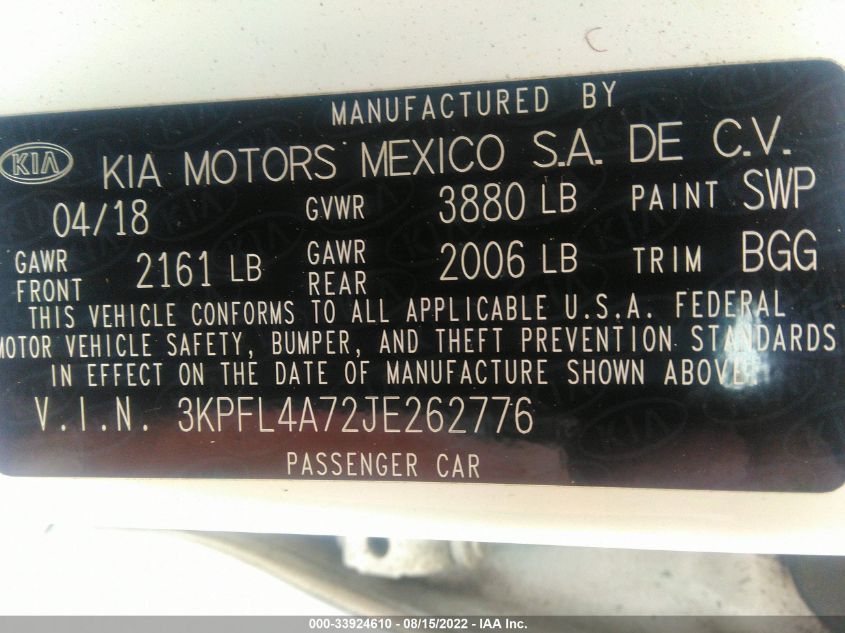 MANUFACTURED BY
KIA KIA MOTORS MEXICO S.A. DE C.V.
04/18 GVWR 3880 LB PAINT SWP
GAWR FRONT 2161 LB GAWR REAR 2006 LB TRIM BGG
THIS VEHICLE CONFORMS TO ALL APPLICABLE U.S.A. FEDERAL
MOTOR VEHICLE SAFETY, BUMPER, AND THEFT PREVENTION STANDARDS
IN EFFECT ON THE DATE OF MANUFACTURE SHOWN ABOVE.
V.I.N. 3KPFL4A72JE262776
PASSENGER CAR
000-33924610 - 08/15/2022 - IAA Inc.